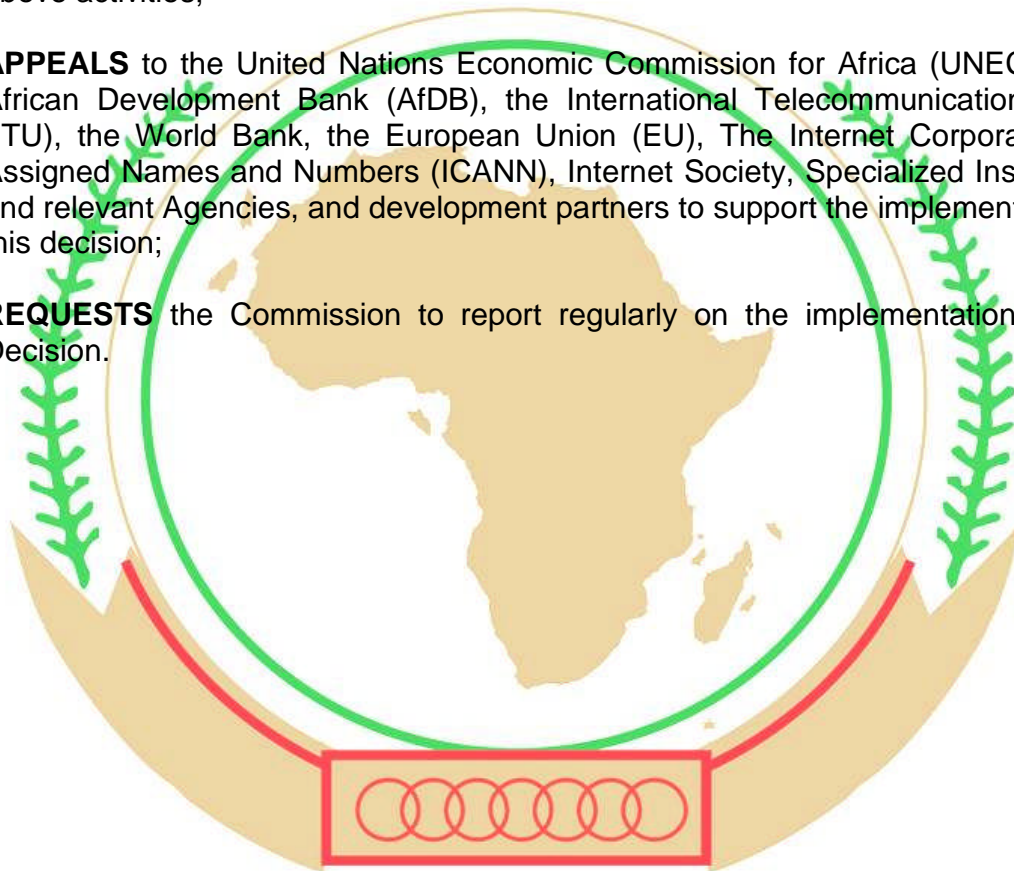 above activities;
APPEALS to the United Nations Economic Commission for Africa (UNEC
African Development Bank (AfDB), the International Telecommunication
ITU), the World Bank, the European Union (EU), The Internet Corpora
Assigned Names and Numbers (ICANN), Internet Society, Specialized Ins
and relevant Agencies, and development partners to support the implement
this decision;
REQUESTS the Commission to report regularly on the implementation
Decision.